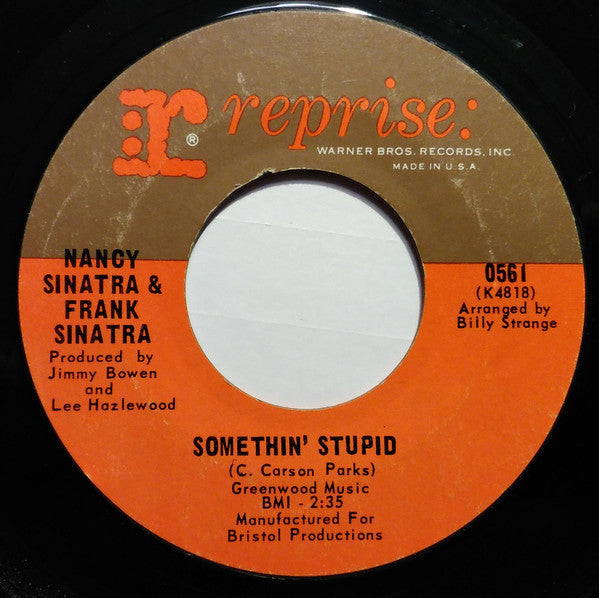 r®
reprise:
WARNER BROS. RECORDS, INC.
MADE IN U.S.A.
NANCY
SINATRA &
FRANK
SINATRA
Produced by
Jimmy Bowen
and
Lee Hazlewood
0561
(K4818)
Arranged by
Billy Strange
SOMETHIN' STUPID
(C. Carson Parks)
Greenwood Music
BMI - 2:35
Manufactured For
Bristol Productions